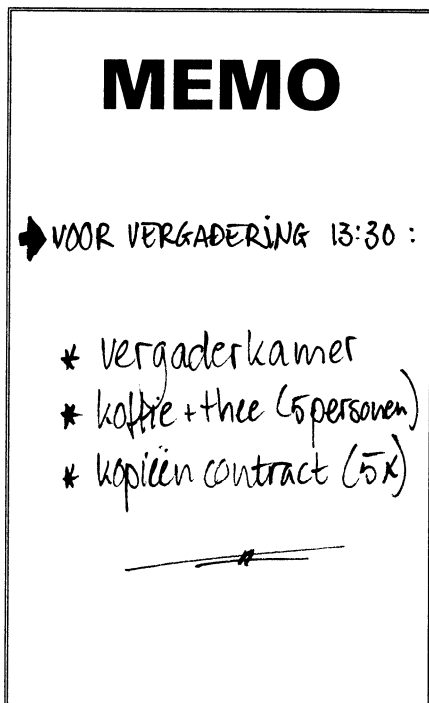 MEMO
VOOR VERGADERING 13:30 :
* vergaderkamer
* koffie + thee (5 personen)
* kopieën contract (5x)